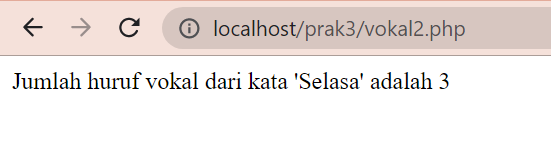 localhost/prak3/vokal2.php
Jumlah huruf vokal dari kata 'Selasa' adalah 3